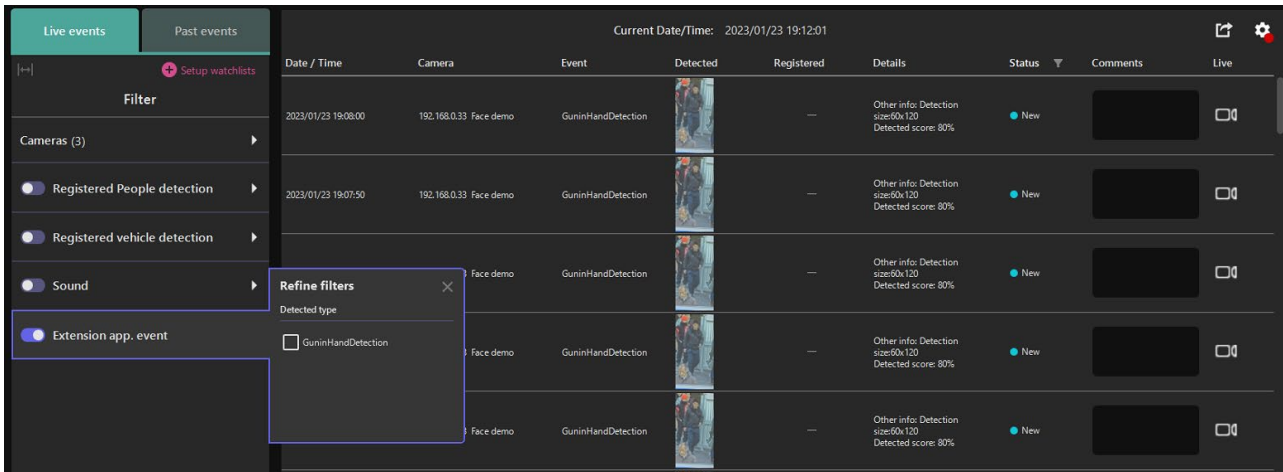 Live events
Past events
Current Date/Time: 2023/01/23 19:12:01
Setup watchlists
Filter
Cameras (3)
Registered People detection
Registered vehicle detection
Sound
Extension app. event
Date / Time Camera Event Detected Registered Details Status Comments Live
2023/01/23 19:08:00 192.168.0.33 Face demo GuninHandDetection — Other info: Detection
size:60x120
Detected score: 80%
New
2023/01/23 19:07:50 192.168.0.33 Face demo GuninHandDetection — Other info: Detection
size:60x120
Detected score: 80%
New
Face demo GuninHandDetection — Other info: Detection
size:60x120
Detected score: 80%
New
Face demo GuninHandDetection — Other info: Detection
size:60x120
Detected score: 80%
New
Face demo GuninHandDetection — Other info: Detection
size:60x120
Detected score: 80%
New
Refine filters
Detected type
GuninHandDetection